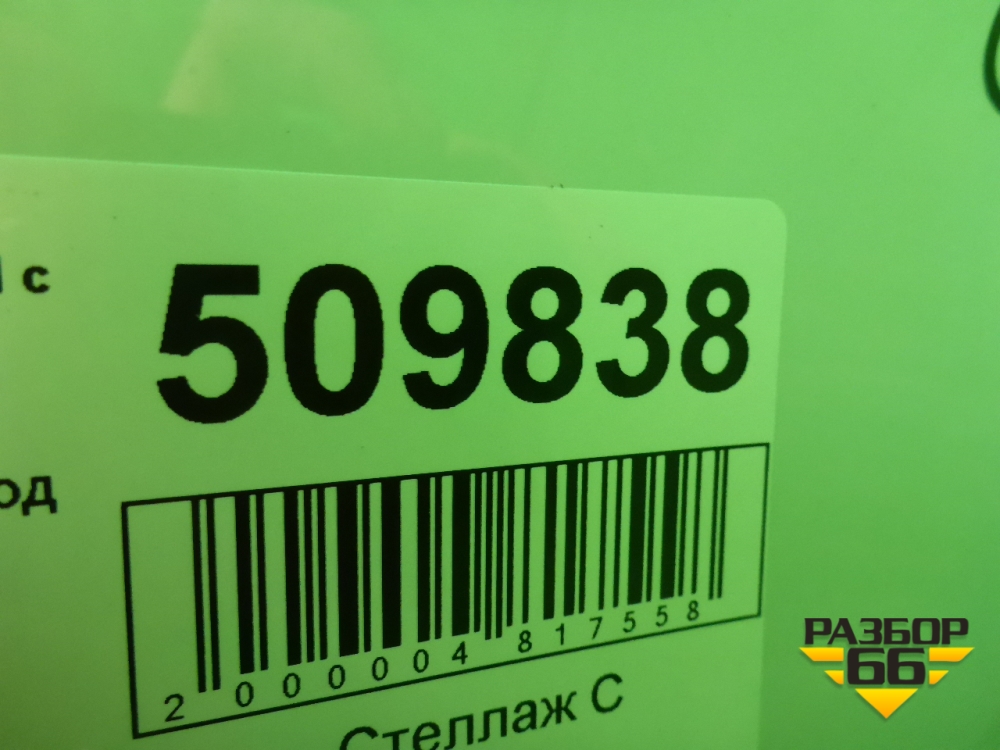 с
509838
од
2 000004 817558
Стеллаж С
РАЗБОР
66